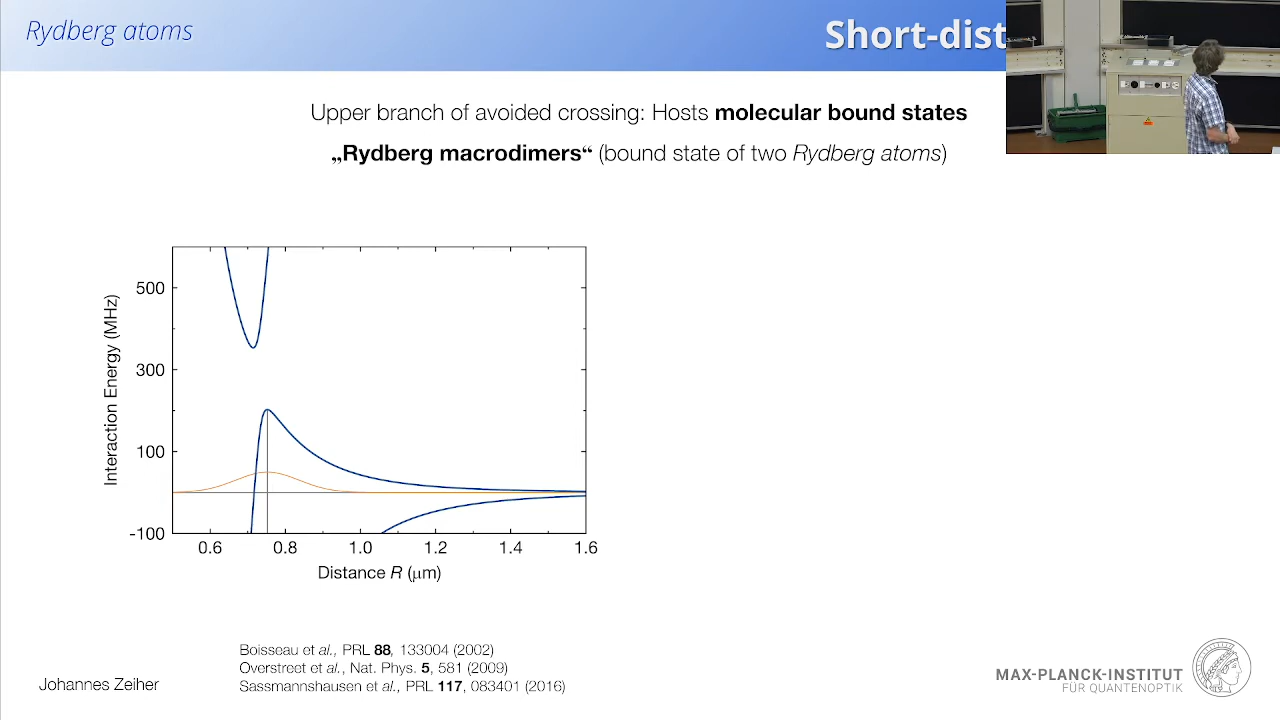 Rydberg atoms
Short-dist
Upper branch of avoided crossing: Hosts molecular bound states
„Rydberg macrodimers“ (bound state of two Rydberg atoms)
Interaction Energy (MHz)
500
300
100
-100
0.6 0.8 1.0 1.2 1.4 1.6
Distance R (μm)
Boisseau et al., PRL 88, 133004 (2002)
Overstreet et al., Nat. Phys. 5, 581 (2009)
Sassmannshausen et al., PRL 117, 083401 (2016)
Johannes Zeiher
MAX-PLANCK-INSTITUT
FÜR QUANTENOPTIK